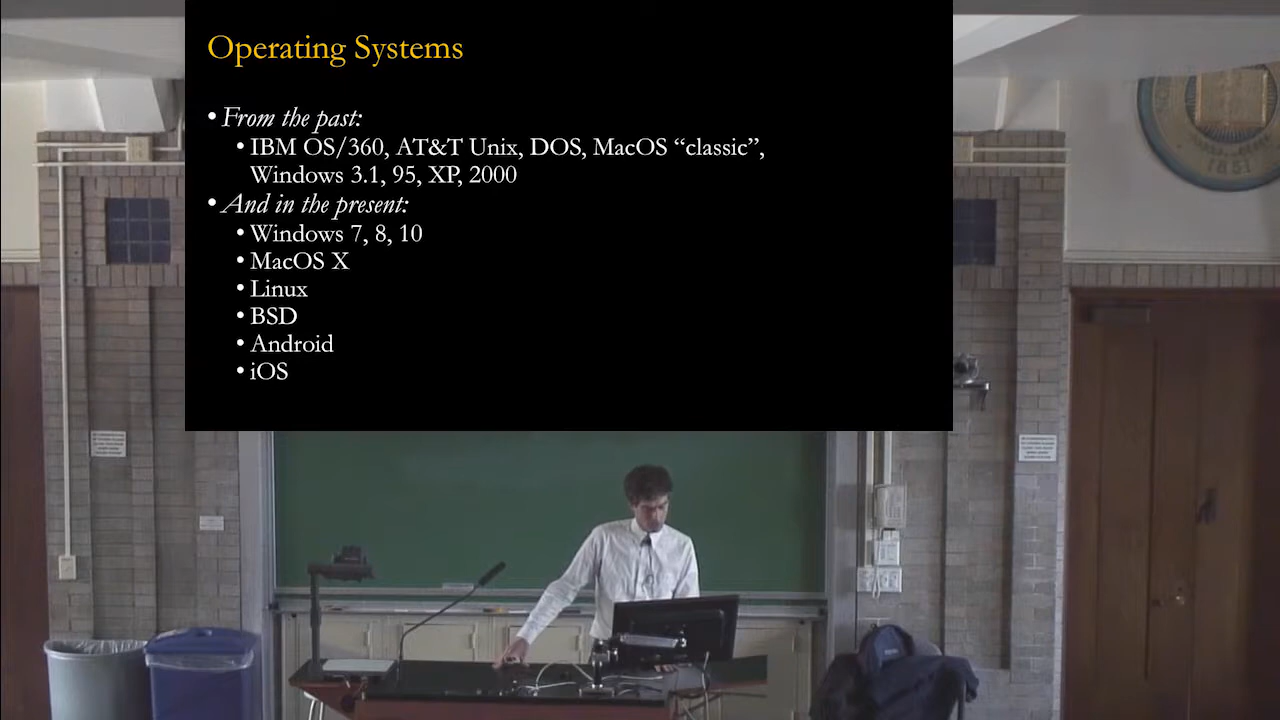 Operating Systems
• From the past:
• IBM OS/360, AT&T Unix, DOS, MacOS “classic”,
Windows 3.1, 95, XP, 2000
• And in the present:
• Windows 7, 8, 10
• MacOS X
• Linux
• BSD
• Android
• iOS
1851